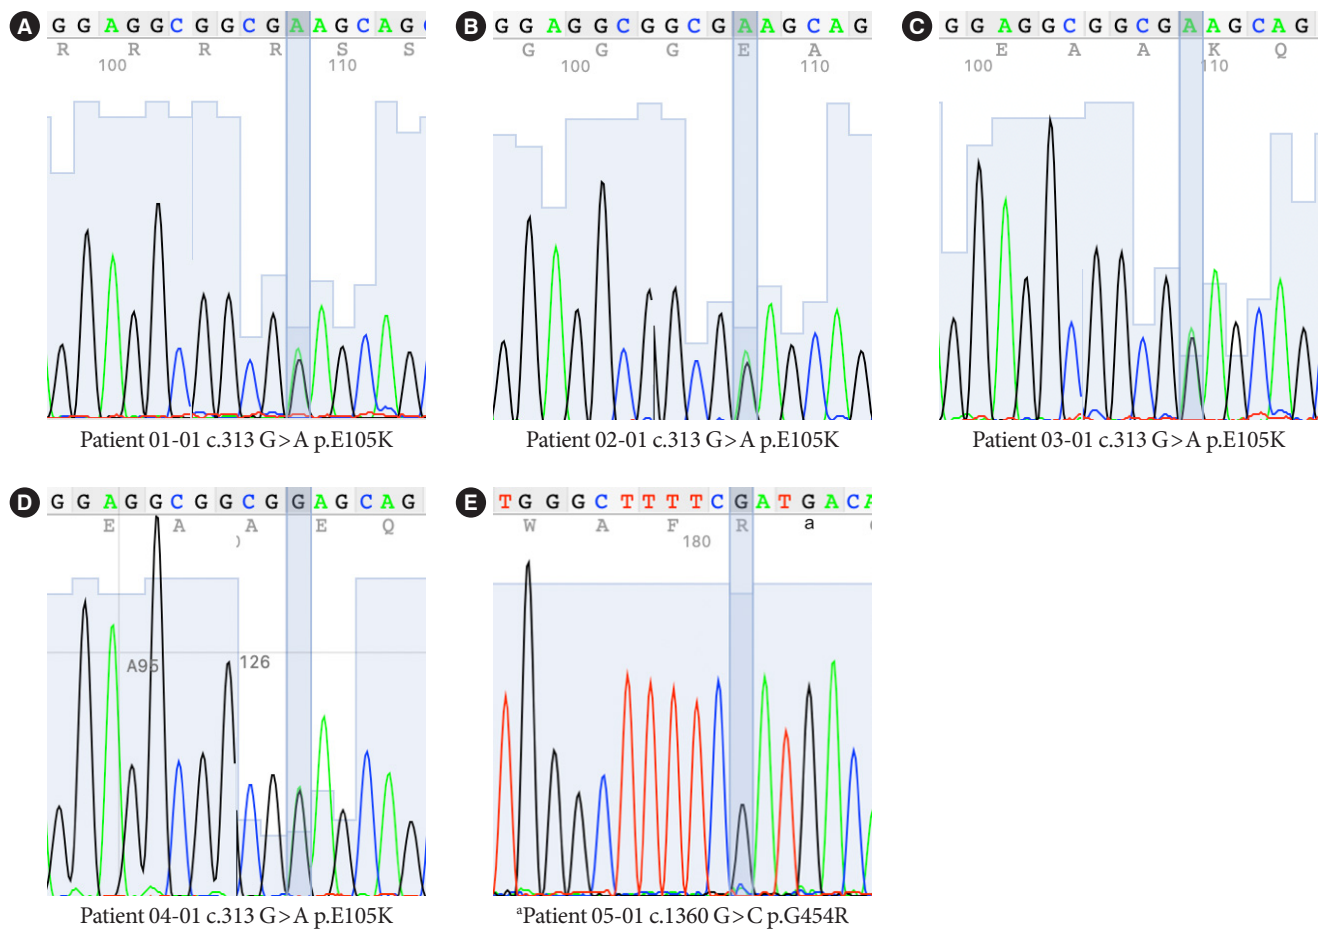 A
G G A G G C G G C G A A G C A G
R R R R S S
100 110
Patient 01-01 c.313 G>A p.E105K
B
G G A G G C G G C G A A G C A G
G G G E A
100 110
Patient 02-01 c.313 G>A p.E105K
C
G G A G G C G G C G A A G C A G
E A A K Q
100 110
Patient 03-01 c.313 G>A p.E105K
D
G G A G G C G G C G G A G C A G
E A A E Q
A95 126
Patient 04-01 c.313 G>A p.E105K
E
T G G G C T T T T C G A T G A C A
W A F R a
180
aPatient 05-01 c.1360 G>C p.G454R